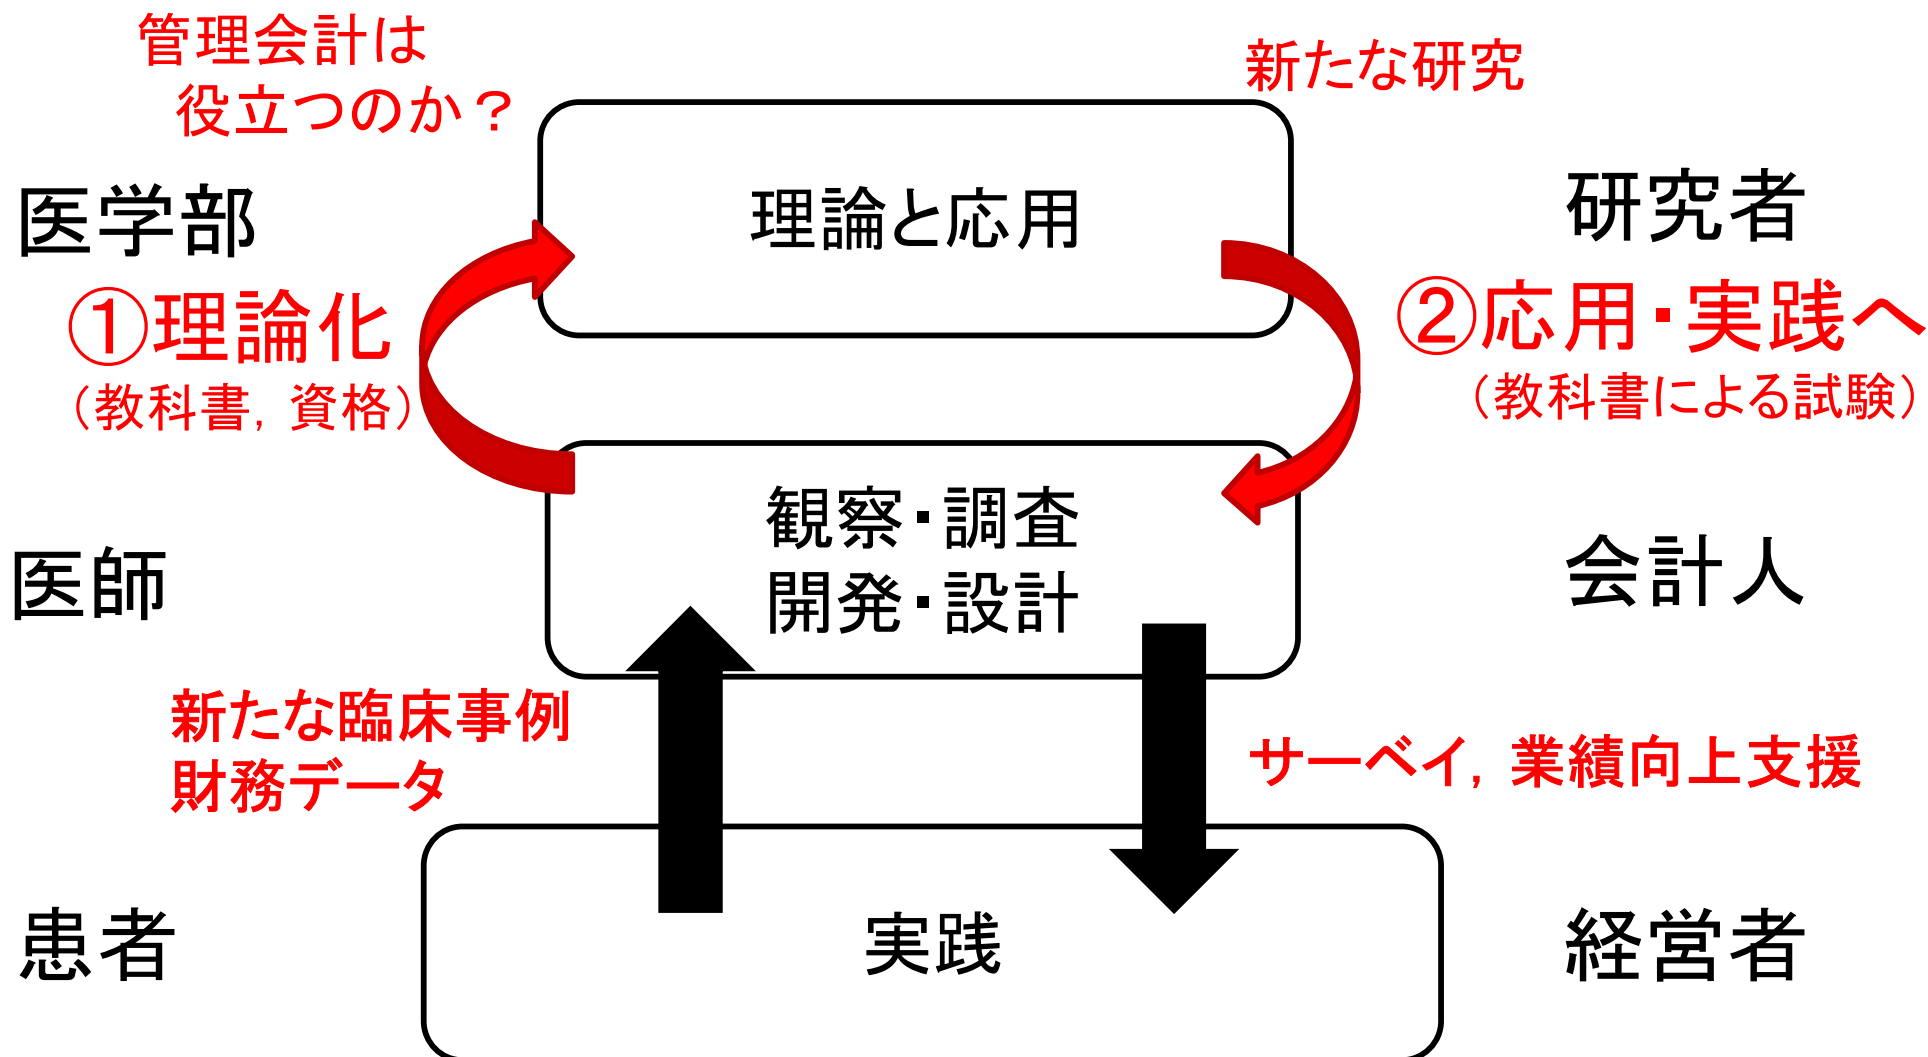 管理会計は
役立つのか？
新たな研究
医学部
理論と応用
研究者
①理論化
（教科書，資格）
②応用・実践へ
（教科書による試験）
医師
観察・調査
開発・設計
会計人
新たな臨床事例
財務データ
サーベイ，業績向上支援
患者
実践
経営者